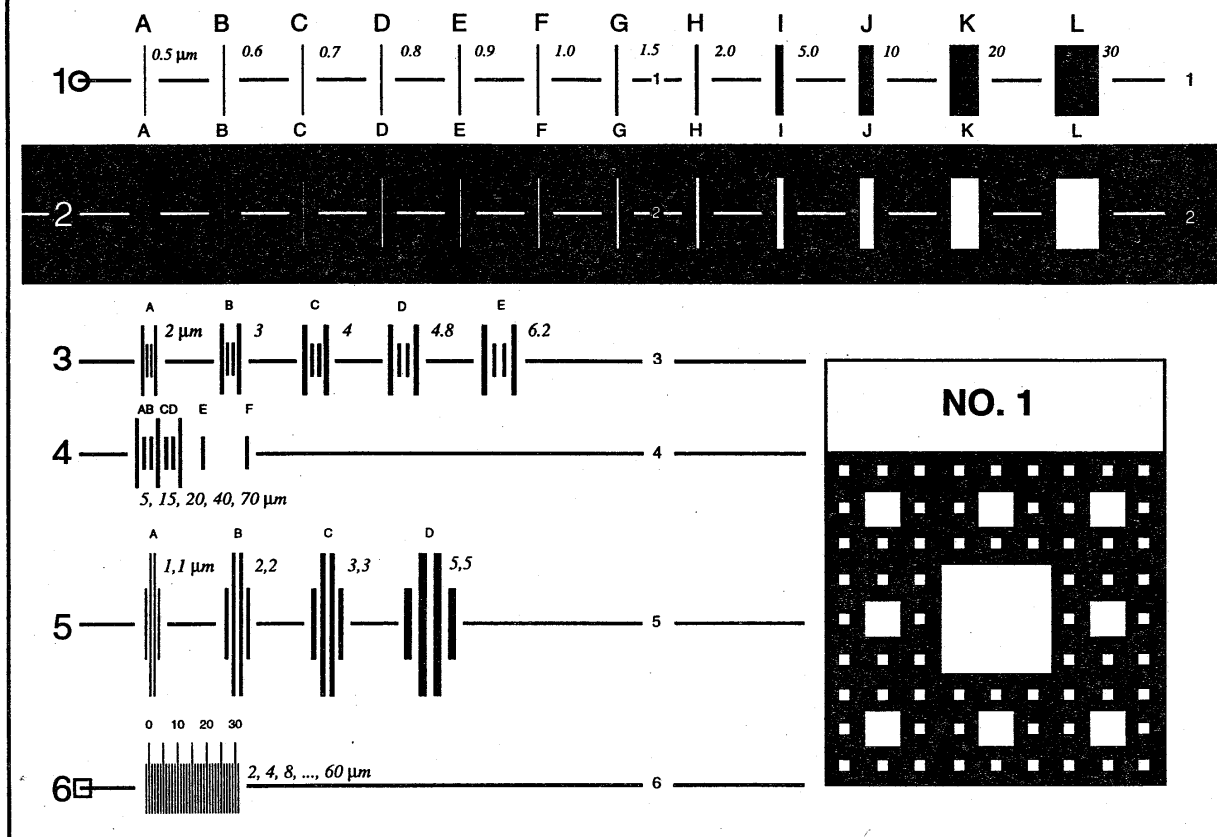 A B C D E F G H I J K L
0.5 µm 0.6 0.7 0.8 0.9 1.0 1.5 2.0 5.0 10 20 30
1 1 1
A B C D E F G H I J K L
2 2 2
A B C D E
2 µm 3 4 4.8 6.2
3 3
NO. 1
AB CD E F
4 4
5, 15, 20, 40, 70 µm
A B C D
1,1 µm 2,2 3,3 5,5
5 5
0 10 20 30
2, 4, 8, ..., 60 µm
6 6